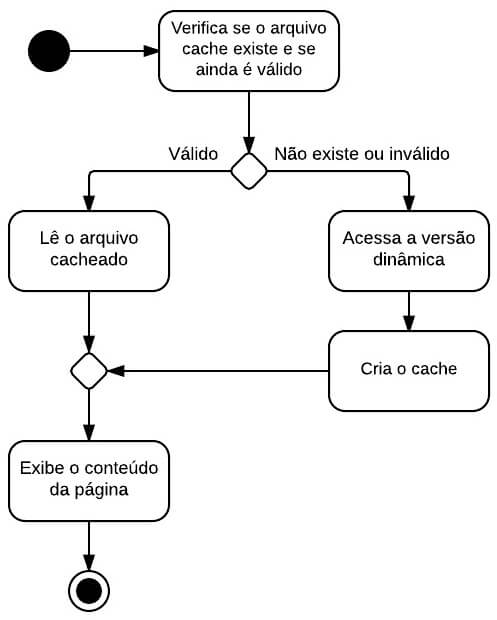 Verifica se o arquivo
cache existe e se
ainda é válido
Válido
Não existe ou inválido
Lê o arquivo
cacheado
Acessa a versão
dinâmica
Cria o cache
Exibe o conteúdo
da página